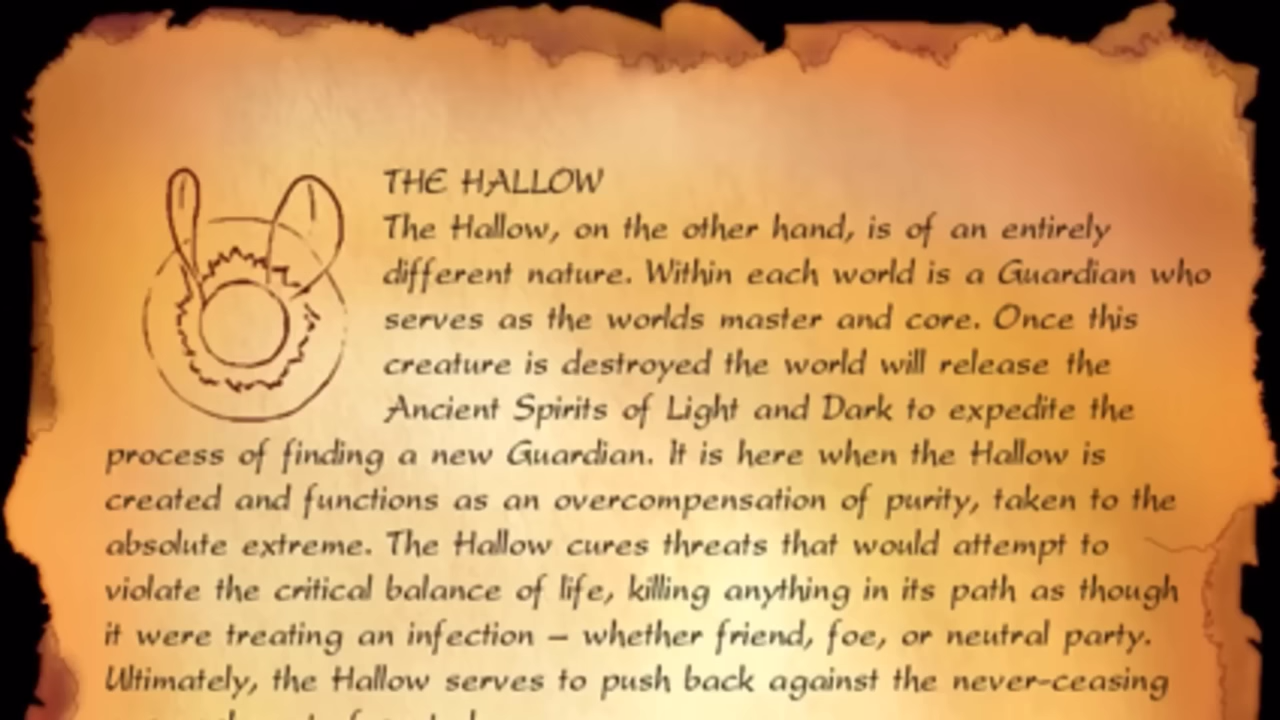 THE HALLOW
The Hallow, on the other hand, is of an entirely
different nature. Within each world is a Guardian who
serves as the worlds master and core. Once this
creature is destroyed the world will release the
Ancient Spirits of Light and Dark to expedite the
process of finding a new Guardian. It is here when the Hallow is
created and functions as an overcompensation of purity, taken to the
absolute extreme. The Hallow cures threats that would attempt to
violate the critical balance of life, killing anything in its path as though
it were treating an infection – whether friend, foe, or neutral party.
Ultimately, the Hallow serves to push back against the never-ceasing